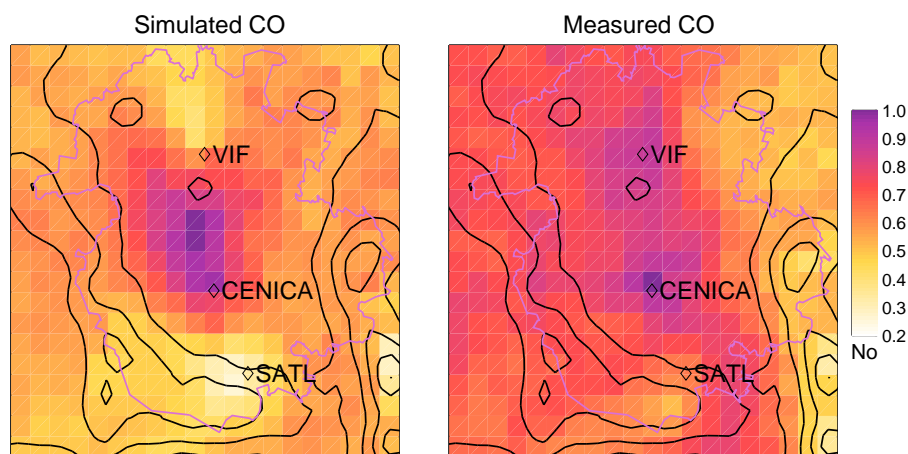 Simulated CO
Measured CO
VIF
CENICA
SATL
VIF
CENICA
SATL
1.0
0.9
0.8
0.7
0.6
0.5
0.4
0.3
0.2
No